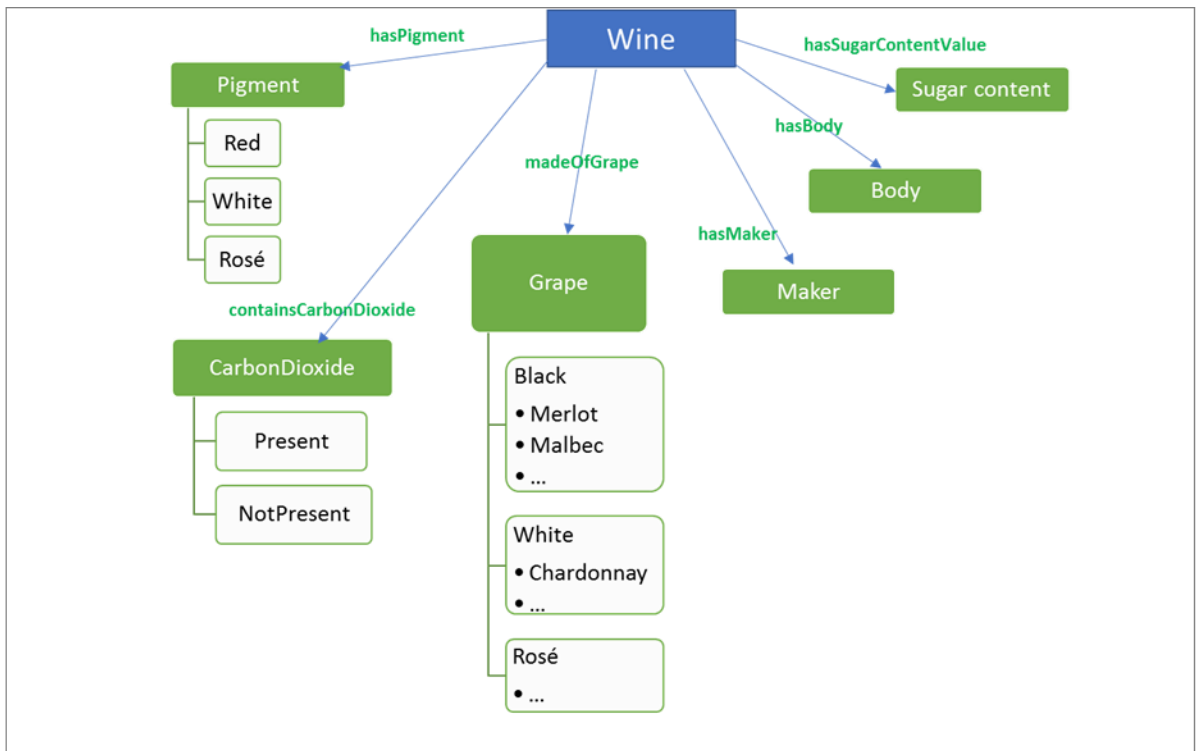 Wine
hasPigment
hasSugarContentValue
Pigment
Sugar content
Red
hasBody
madeOfGrape
White
Body
hasMaker
Rosé
Grape
Maker
containsCarbonDioxide
CarbonDioxide
Black
• Merlot
Present
• Malbec
• ...
NotPresent
White
• Chardonnay
• ...
Rosé
• ...